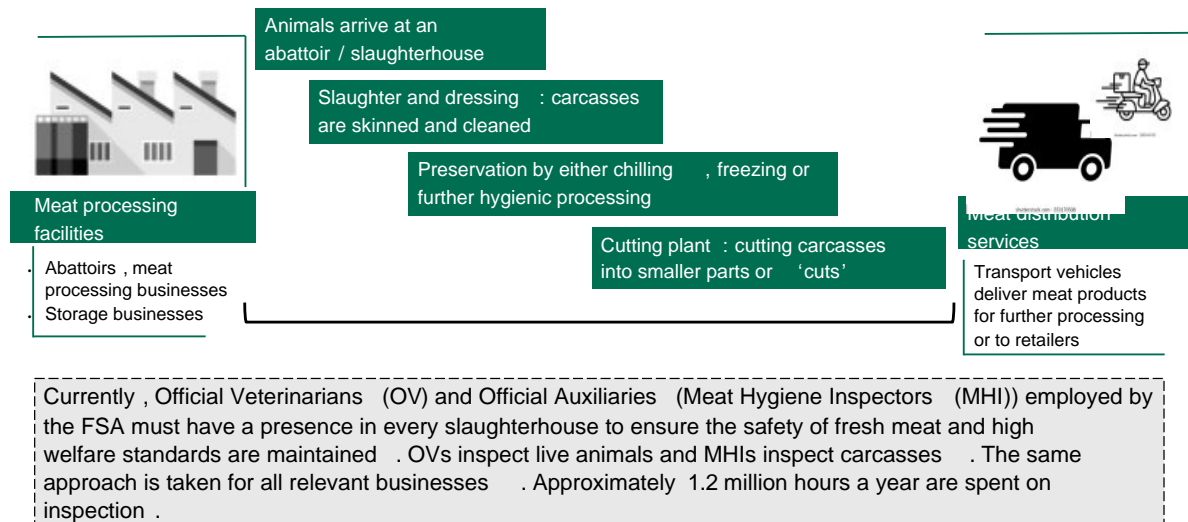 Animals arrive at an
abattoir / slaughterhouse
Slaughter and dressing : carcasses
are skinned and cleaned
Preservation by either chilling , freezing or
further hygienic processing
Cutting plant : cutting carcasses
into smaller parts or ‘cuts’
Meat processing
facilities
. Abattoirs , meat
processing businesses
. Storage businesses
Meat distribution
services
Transport vehicles
deliver meat products
for further processing
or to retailers
Currently , Official Veterinarians (OV) and Official Auxiliaries (Meat Hygiene Inspectors (MHI)) employed by
the FSA must have a presence in every slaughterhouse to ensure the safety of fresh meat and high
welfare standards are maintained . OVs inspect live animals and MHIs inspect carcasses . The same
approach is taken for all relevant businesses . Approximately 1.2 million hours a year are spent on
inspection .